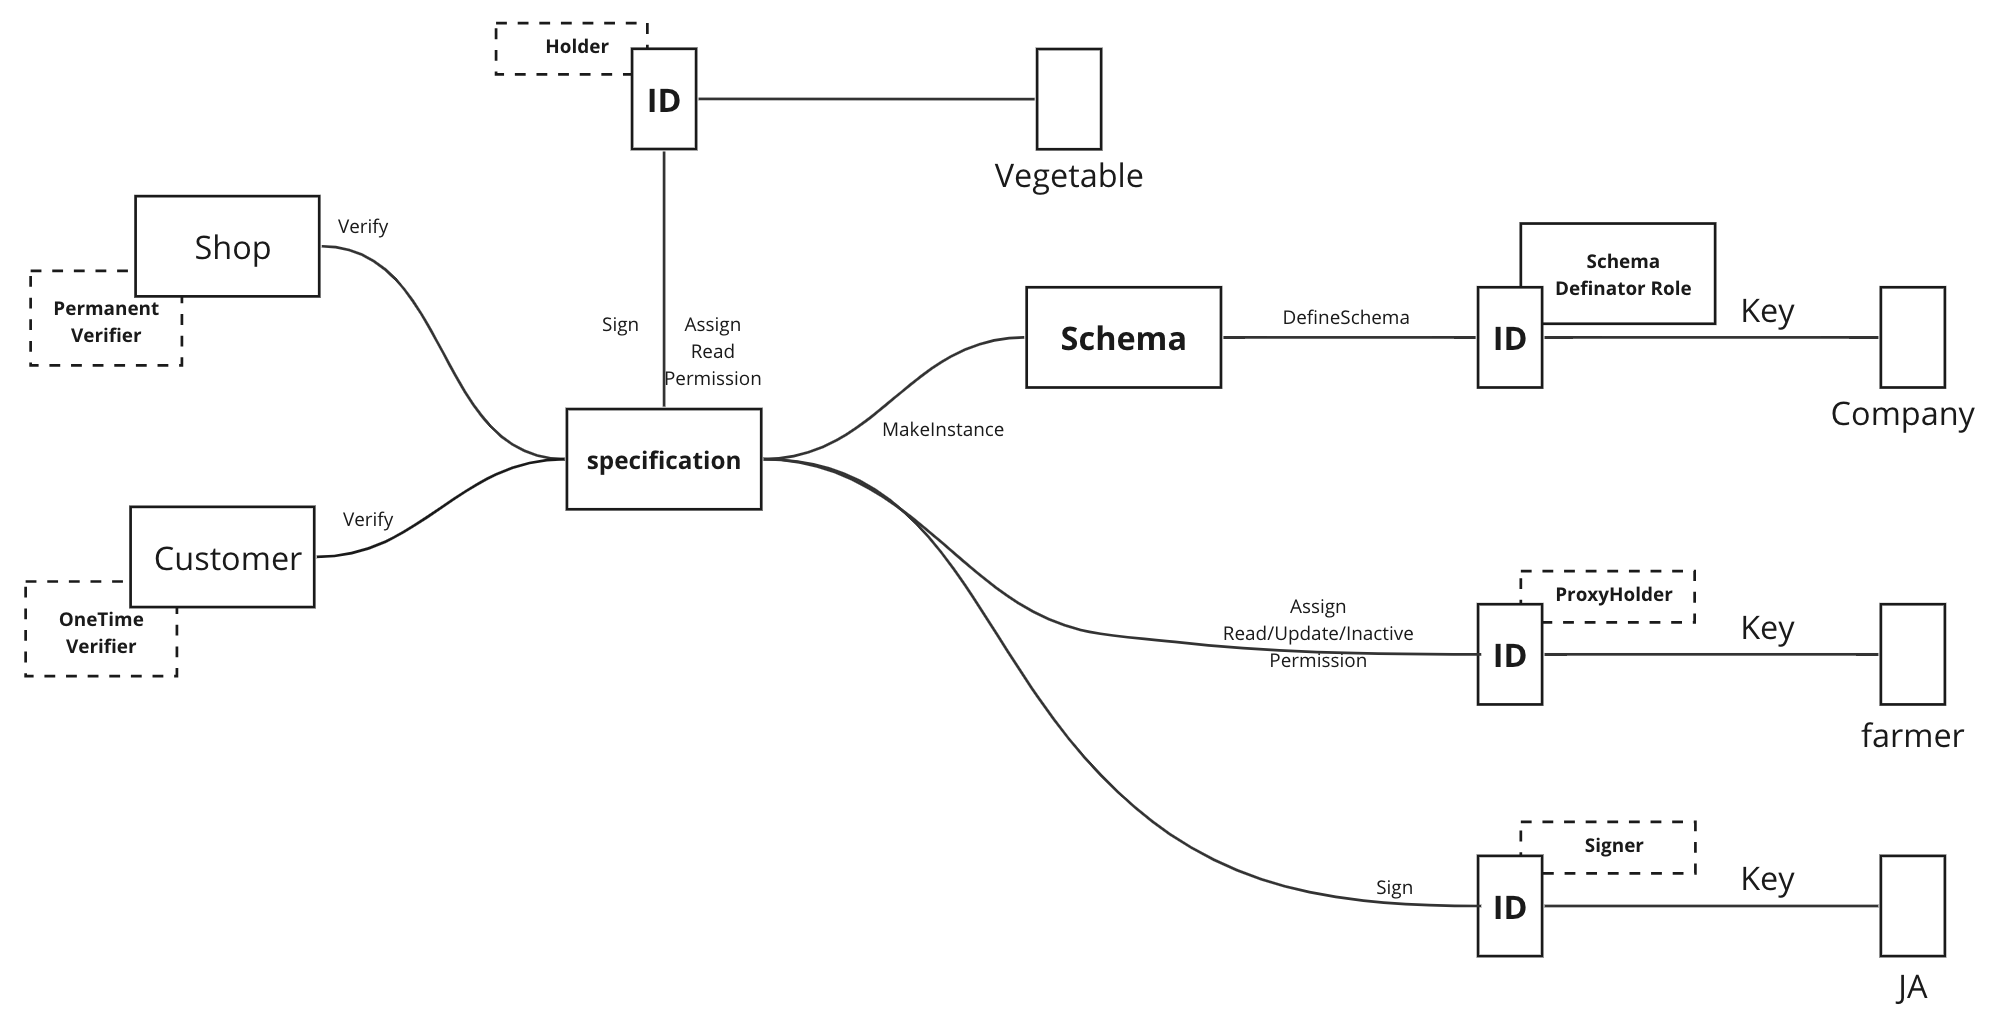 Holder
ID
Vegetable
Shop
Verify
Permanent
Verifier
Sign
Assign
Read
Permission
Schema
DefineSchema
Schema
Definator Role
ID
Key
Company
MakeInstance
specification
Customer
Verify
OneTime
Verifier
Assign
Read/Update/Inactive
Permission
ProxyHolder
ID
Key
farmer
Signer
Sign
ID
Key
JA